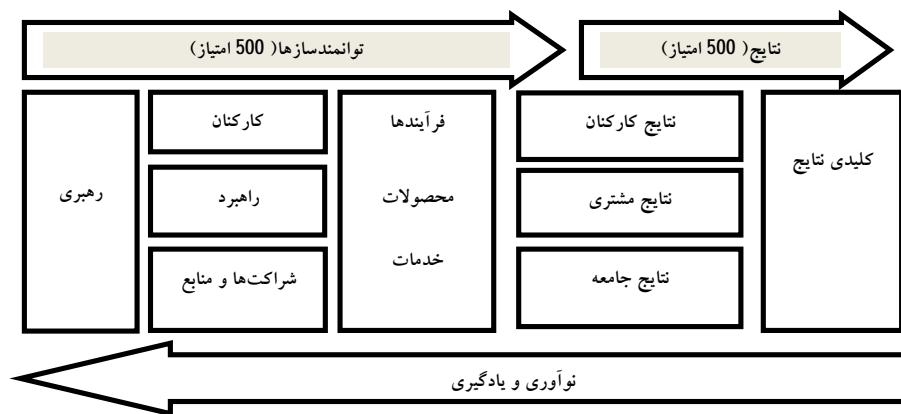 توانمندسازها( 500 امتیاز)
نتایج( 500 امتیاز)
رهبری
کارکنان
راهبرد
شراکت‌ها و منابع
فرآیندها
محصولات
خدمات
نتایج کارکنان
نتایج مشتری
نتایج جامعه
کلیدی نتایج
نوآوری و یادگیری